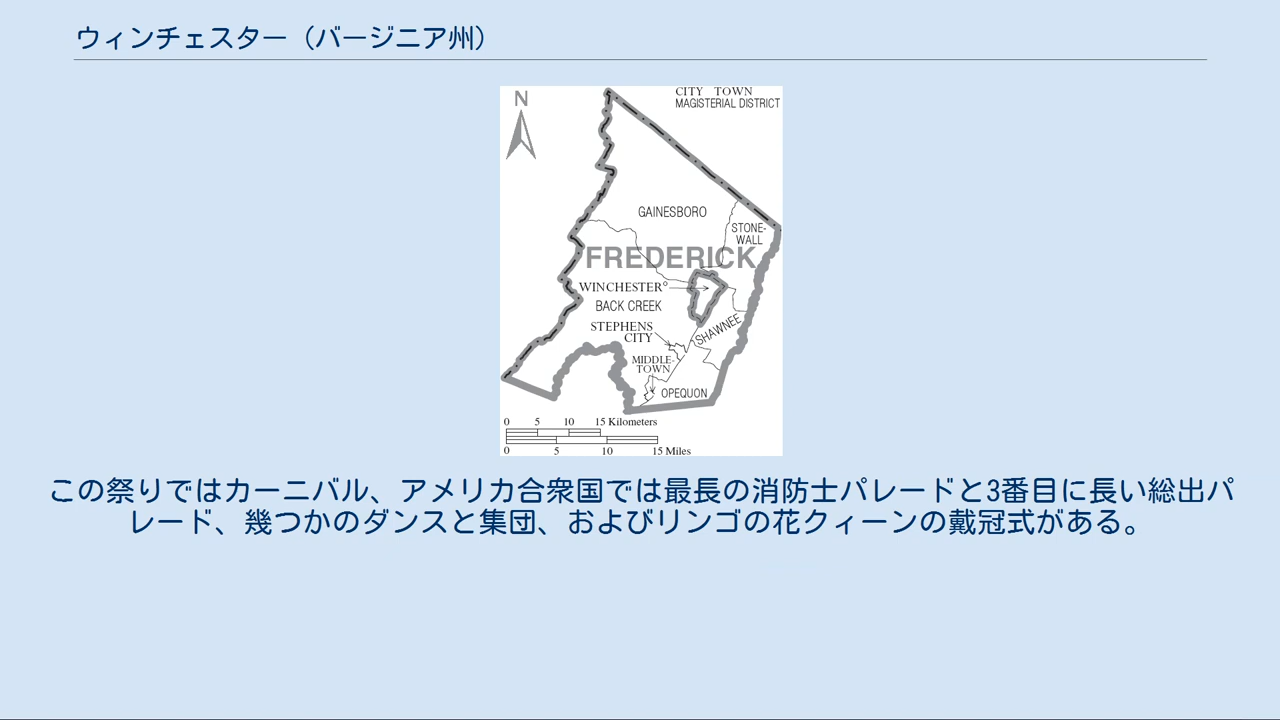 ウィンチェスター（バージニア州）
N
CITY TOWN
MAGISTERIAL DISTRICT
GAINESBORO
STONE-
WALL
FREDERICK
WINCHESTER°
BACK CREEK
STEPHENS
CITY
SHAWNEE
MIDDLE-
TOWN
OPEQUON
0 5 10 15 Kilometers
0 5 10 15 Miles
この祭りではカーニバル、アメリカ合衆国では最長の消防士パレードと3番目に長い総出パ
レード、幾つかのダンスと集団、およびリンゴの花クィーンの戴冠式がある。